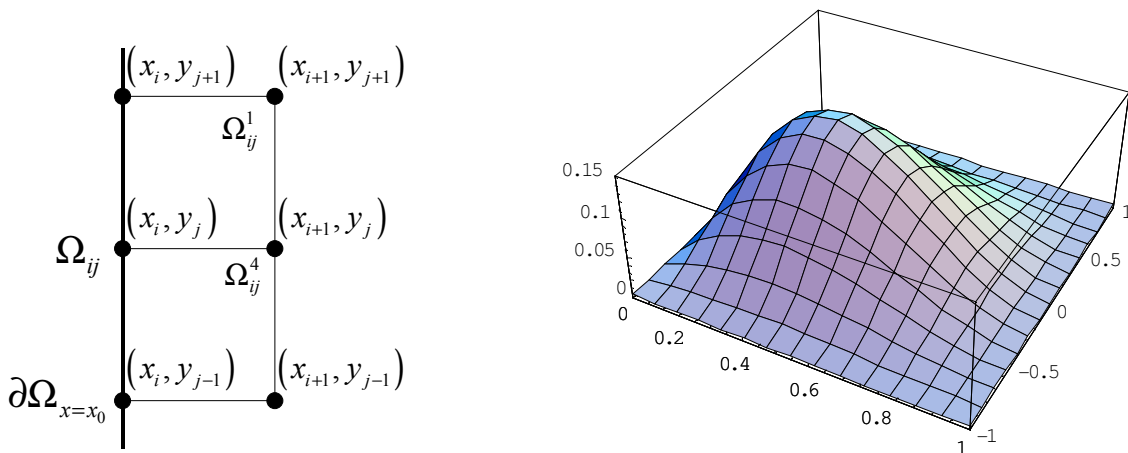 (x_i, y_{j+1}) (x_{i+1}, y_{j+1})
Ω_{ij}^1
(x_i, y_j) (x_{i+1}, y_j)
Ω_{ij}
Ω_{ij}^4
(x_i, y_{j-1}) (x_{i+1}, y_{j-1})
∂Ω_{x=x_0}
0.15
0.1
0.05
0
0
0.2
0.4
0.6
0.8
1
-1
-0.5
0
0.5
1